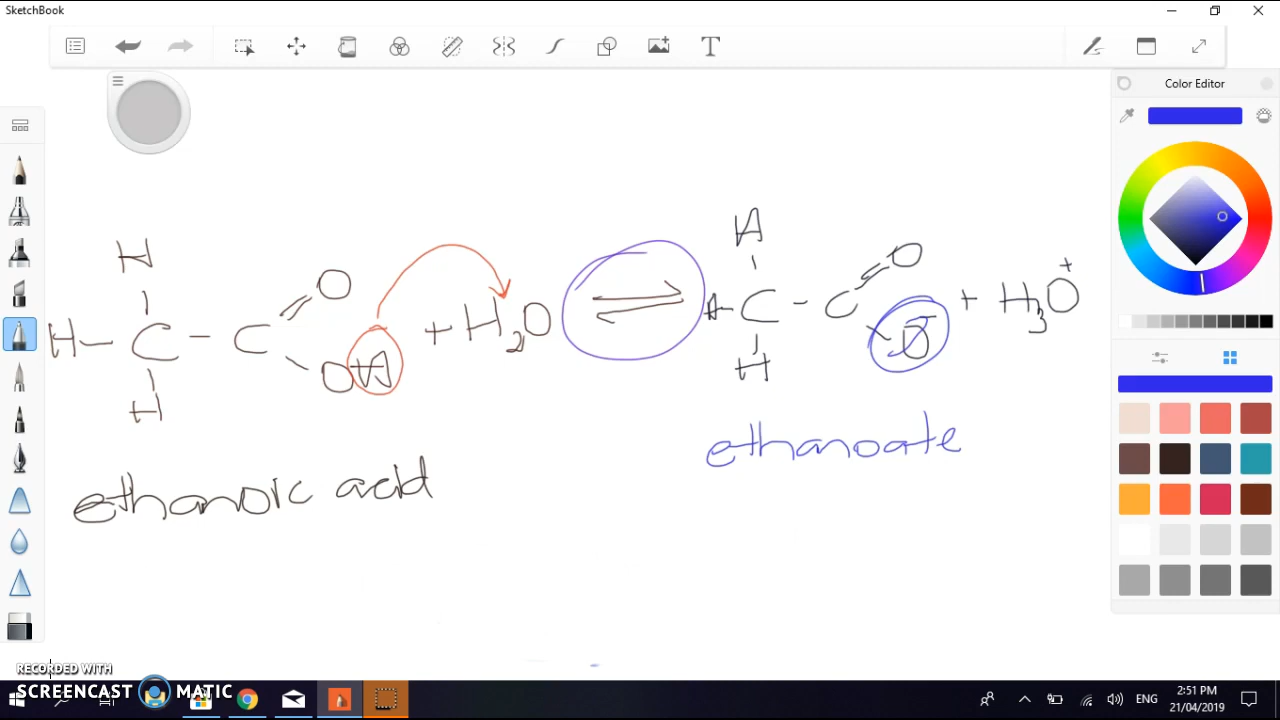 SketchBook
Color Editor
H
H - C - C
O
OH
H
+ H2O
H
H C - C
O
O-
H
+ H3O+
ethanoic acid
ethanoate
RECORDED WITH
SCREENCAST MATIC
ENG
2:51 PM
21/04/2019